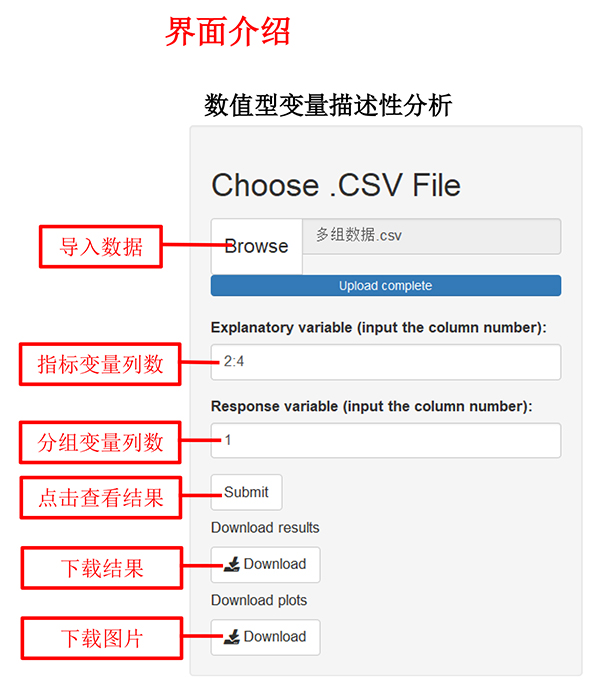 界面介绍
数值型变量描述性分析
Choose .CSV File
导入数据
Browse
多组数据.csv
Upload complete
Explanatory variable (input the column number):
指标变量列数
2:4
Response variable (input the column number):
分组变量列数
1
点击查看结果
Submit
Download results
下载结果
Download
Download plots
下载图片
Download